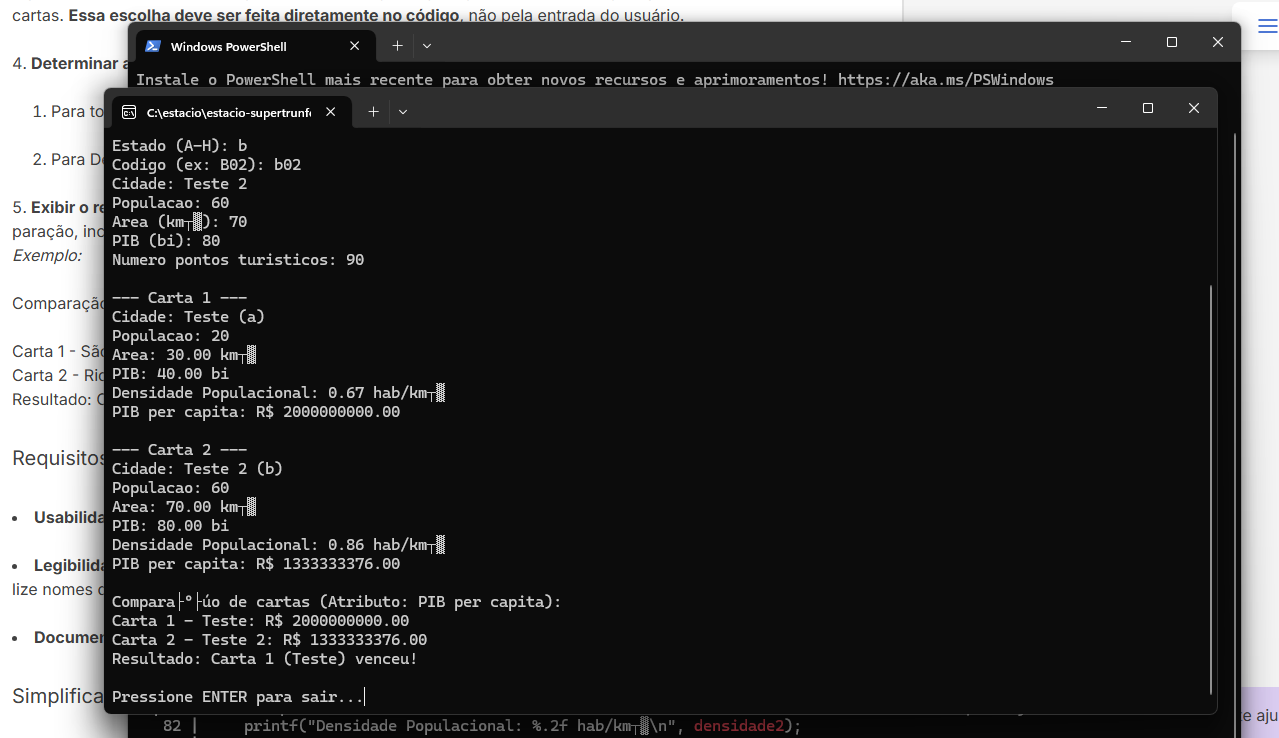 cartas. Essa escolha deve ser feita diretamente no código, não pela entrada do usuário.
Windows PowerShell
4. Determinar a
Instale o PowerShell mais recente para obter novos recursos e aprimoramentos! https://aka.ms/PSWindows
1. Para to
2. Para De
5. Exibir o re
paração, inc
Exemplo:
Comparação
Carta 1 - São
Carta 2 - Rio
Resultado: C
Requisitos
Usabilida
Legibilida
lize nomes d
Documen
Simplifica
C:\estacio\estacio-supertrunfo
Estado (A-H): b
Codigo (ex: B02): b02
Cidade: Teste 2
Populacao: 60
Area (km┬▓): 70
PIB (bi): 80
Numero pontos turisticos: 90
--- Carta 1 ---
Cidade: Teste (a)
Populacao: 20
Area: 30.00 km┬▓
PIB: 40.00 bi
Densidade Populacional: 0.67 hab/km┬▓
PIB per capita: R$ 2000000000.00
--- Carta 2 ---
Cidade: Teste 2 (b)
Populacao: 60
Area: 70.00 km┬▓
PIB: 80.00 bi
Densidade Populacional: 0.86 hab/km┬▓
PIB per capita: R$ 1333333376.00
Compara├º├úo de cartas (Atributo: PIB per capita):
Carta 1 - Teste: R$ 2000000000.00
Carta 2 - Teste 2: R$ 1333333376.00
Resultado: Carta 1 (Teste) venceu!
Pressione ENTER para sair...
82 | printf("Densidade Populacional: %.2f hab/km┬▓\n", densidade2);
te aju